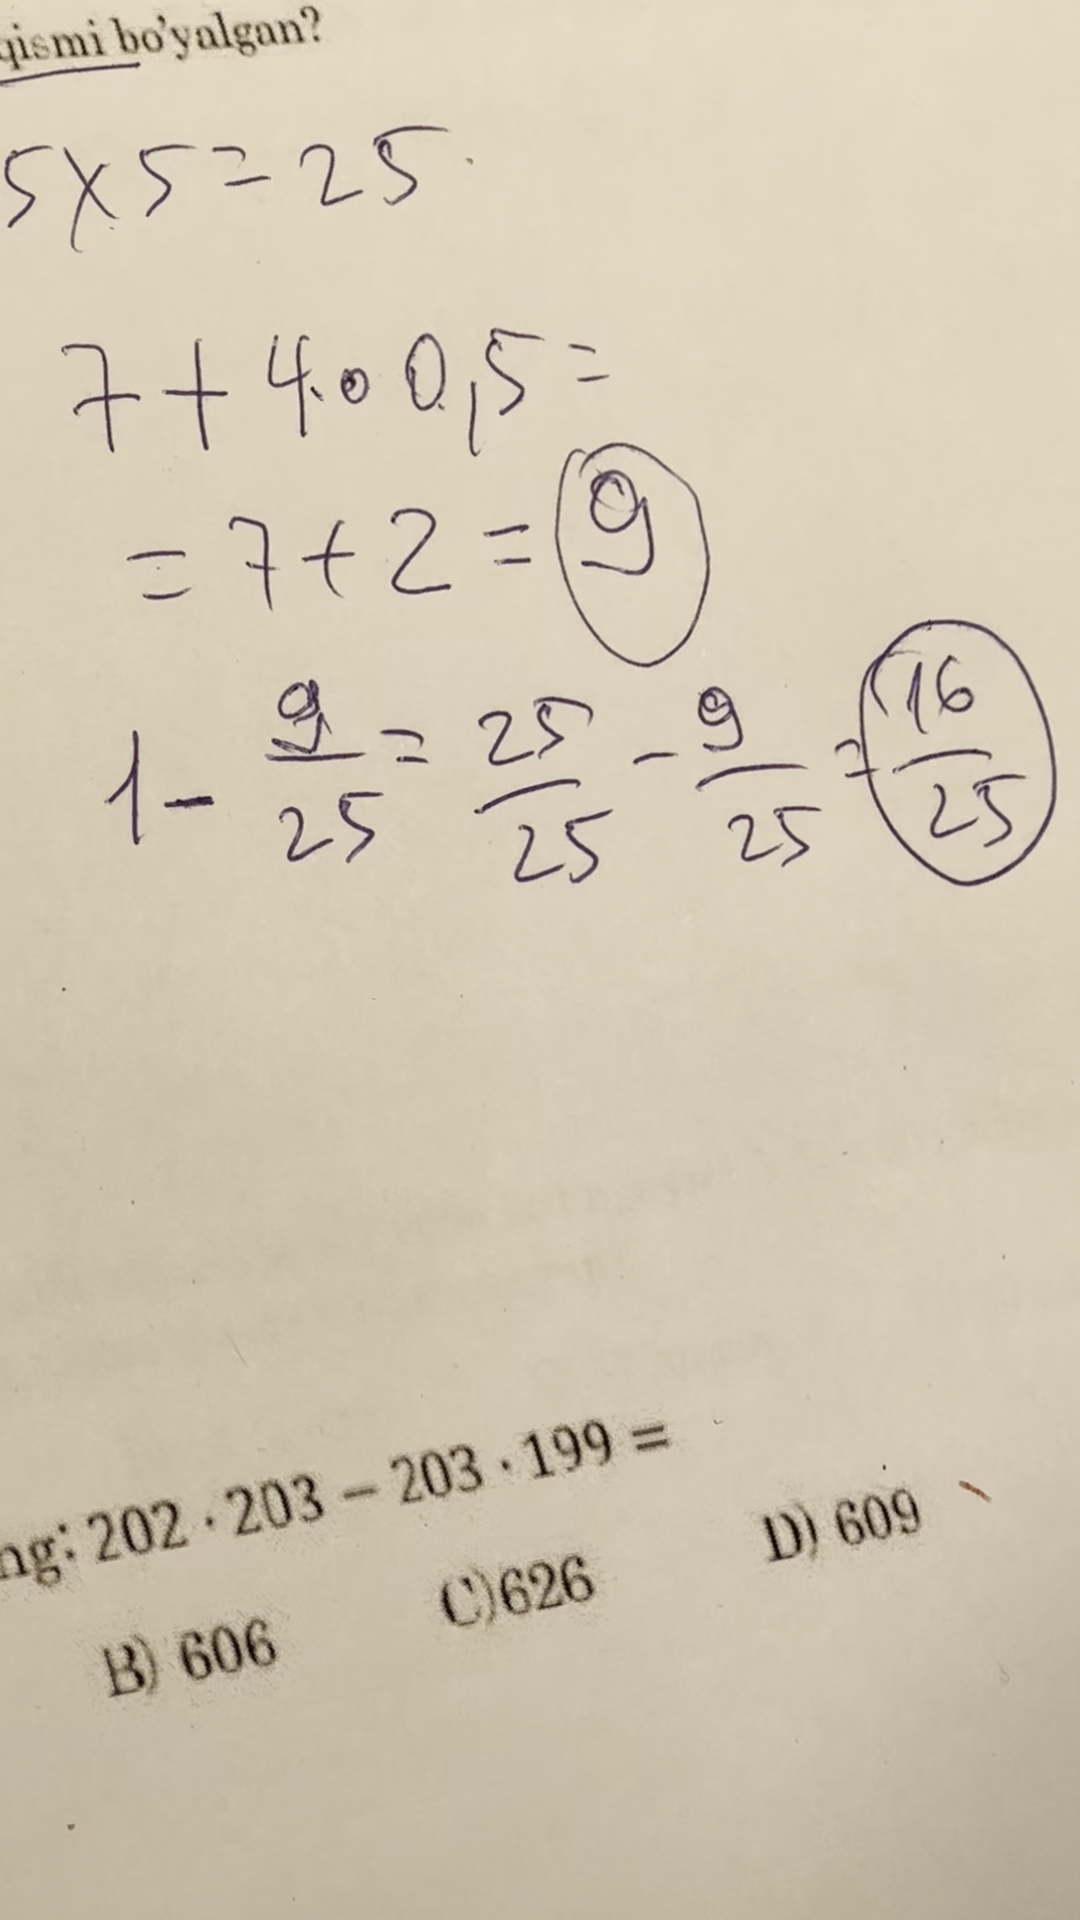 qismi bo'yalgan?
5x5=25
7+4·0,5=
=7+2=9
1-9/25=25/25-9/25=16/25
ng: 202 · 203 − 203 · 199 =
B) 606 C)626 D) 609